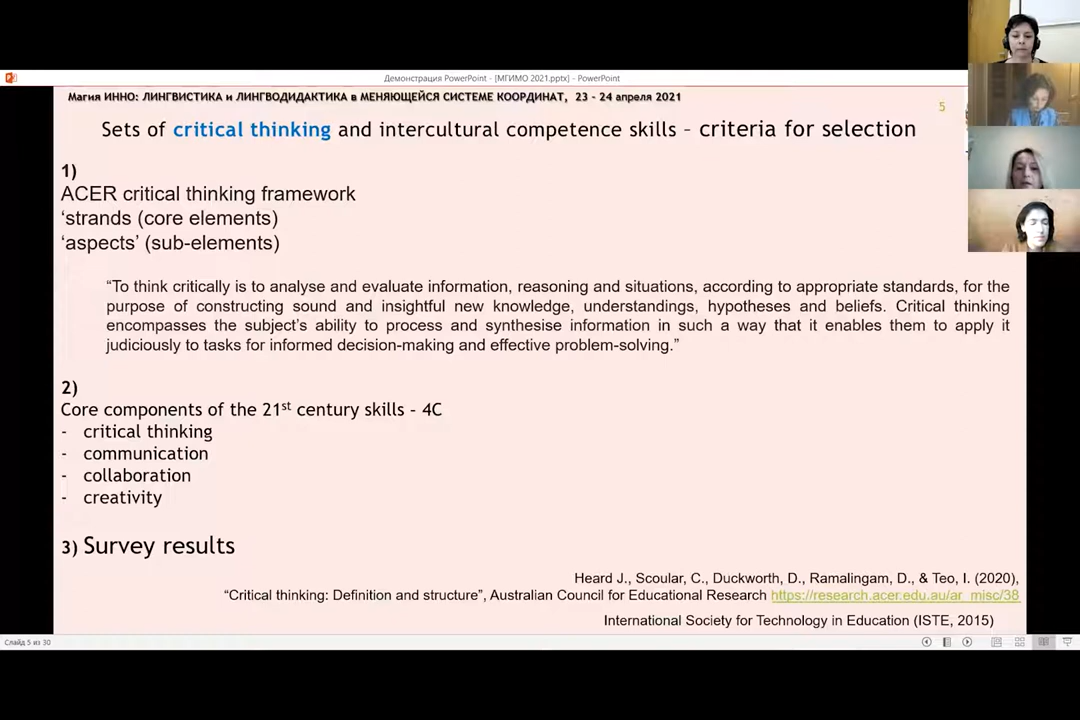 Демонстрация PowerPoint - [МГИМО 2021.pptx] - PowerPoint
Магия ИННО: ЛИНГВИСТИКА и ЛИНГВОДИДАКТИКА в МЕНЯЮЩЕЙСЯ СИСТЕМЕ КООРДИНАТ, 23 - 24 апреля 2021
5
Sets of critical thinking and intercultural competence skills – criteria for selection
1)
ACER critical thinking framework
‘strands (core elements)
‘aspects’ (sub-elements)
“To think critically is to analyse and evaluate information, reasoning and situations, according to appropriate standards, for the
purpose of constructing sound and insightful new knowledge, understandings, hypotheses and beliefs. Critical thinking
encompasses the subject’s ability to process and synthesise information in such a way that it enables them to apply it
judiciously to tasks for informed decision-making and effective problem-solving.”
2)
Core components of the 21st century skills – 4C
- critical thinking
- communication
- collaboration
- creativity
3) Survey results
Heard J., Scoular, C., Duckworth, D., Ramalingam, D., & Teo, I. (2020),
“Critical thinking: Definition and structure”, Australian Council for Educational Research https://research.acer.edu.au/ar_misc/38
International Society for Technology in Education (ISTE, 2015)
Слайд 5 из 30